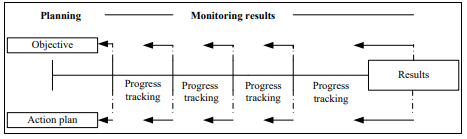 Planning Monitoring results
Objective
Results
Progress Progress Progress Progress
tracking tracking tracking tracking
Action plan